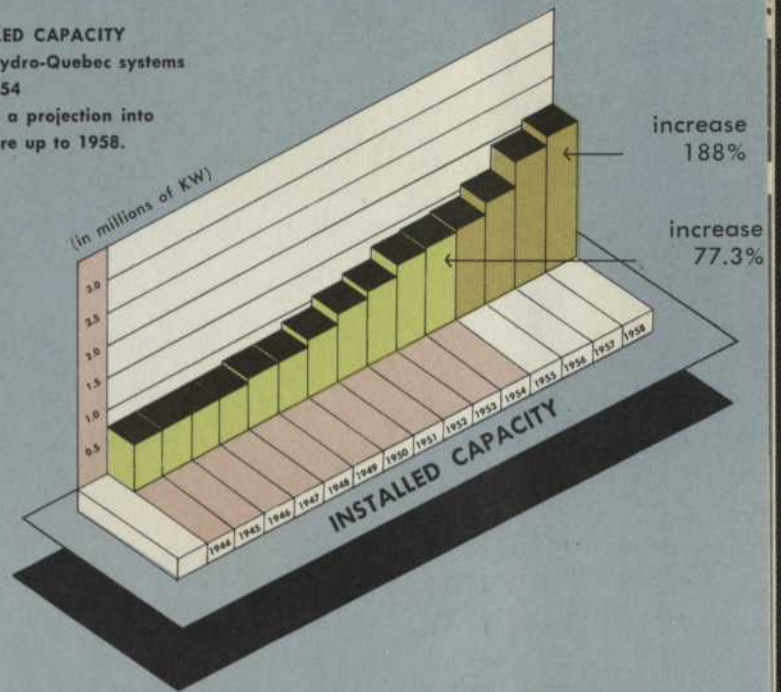 LED CAPACITY
ydro-Quebec systems
54
a projection into
re up to 1958.
(in millions of KW)
increase
188%
increase
77.3%
3.0
2.5
2.0
1.5
1.0
0.5
1944 1945 1946 1947 1948 1949 1950 1951 1952 1953 1954 1955 1956 1957 1958
INSTALLED CAPACITY